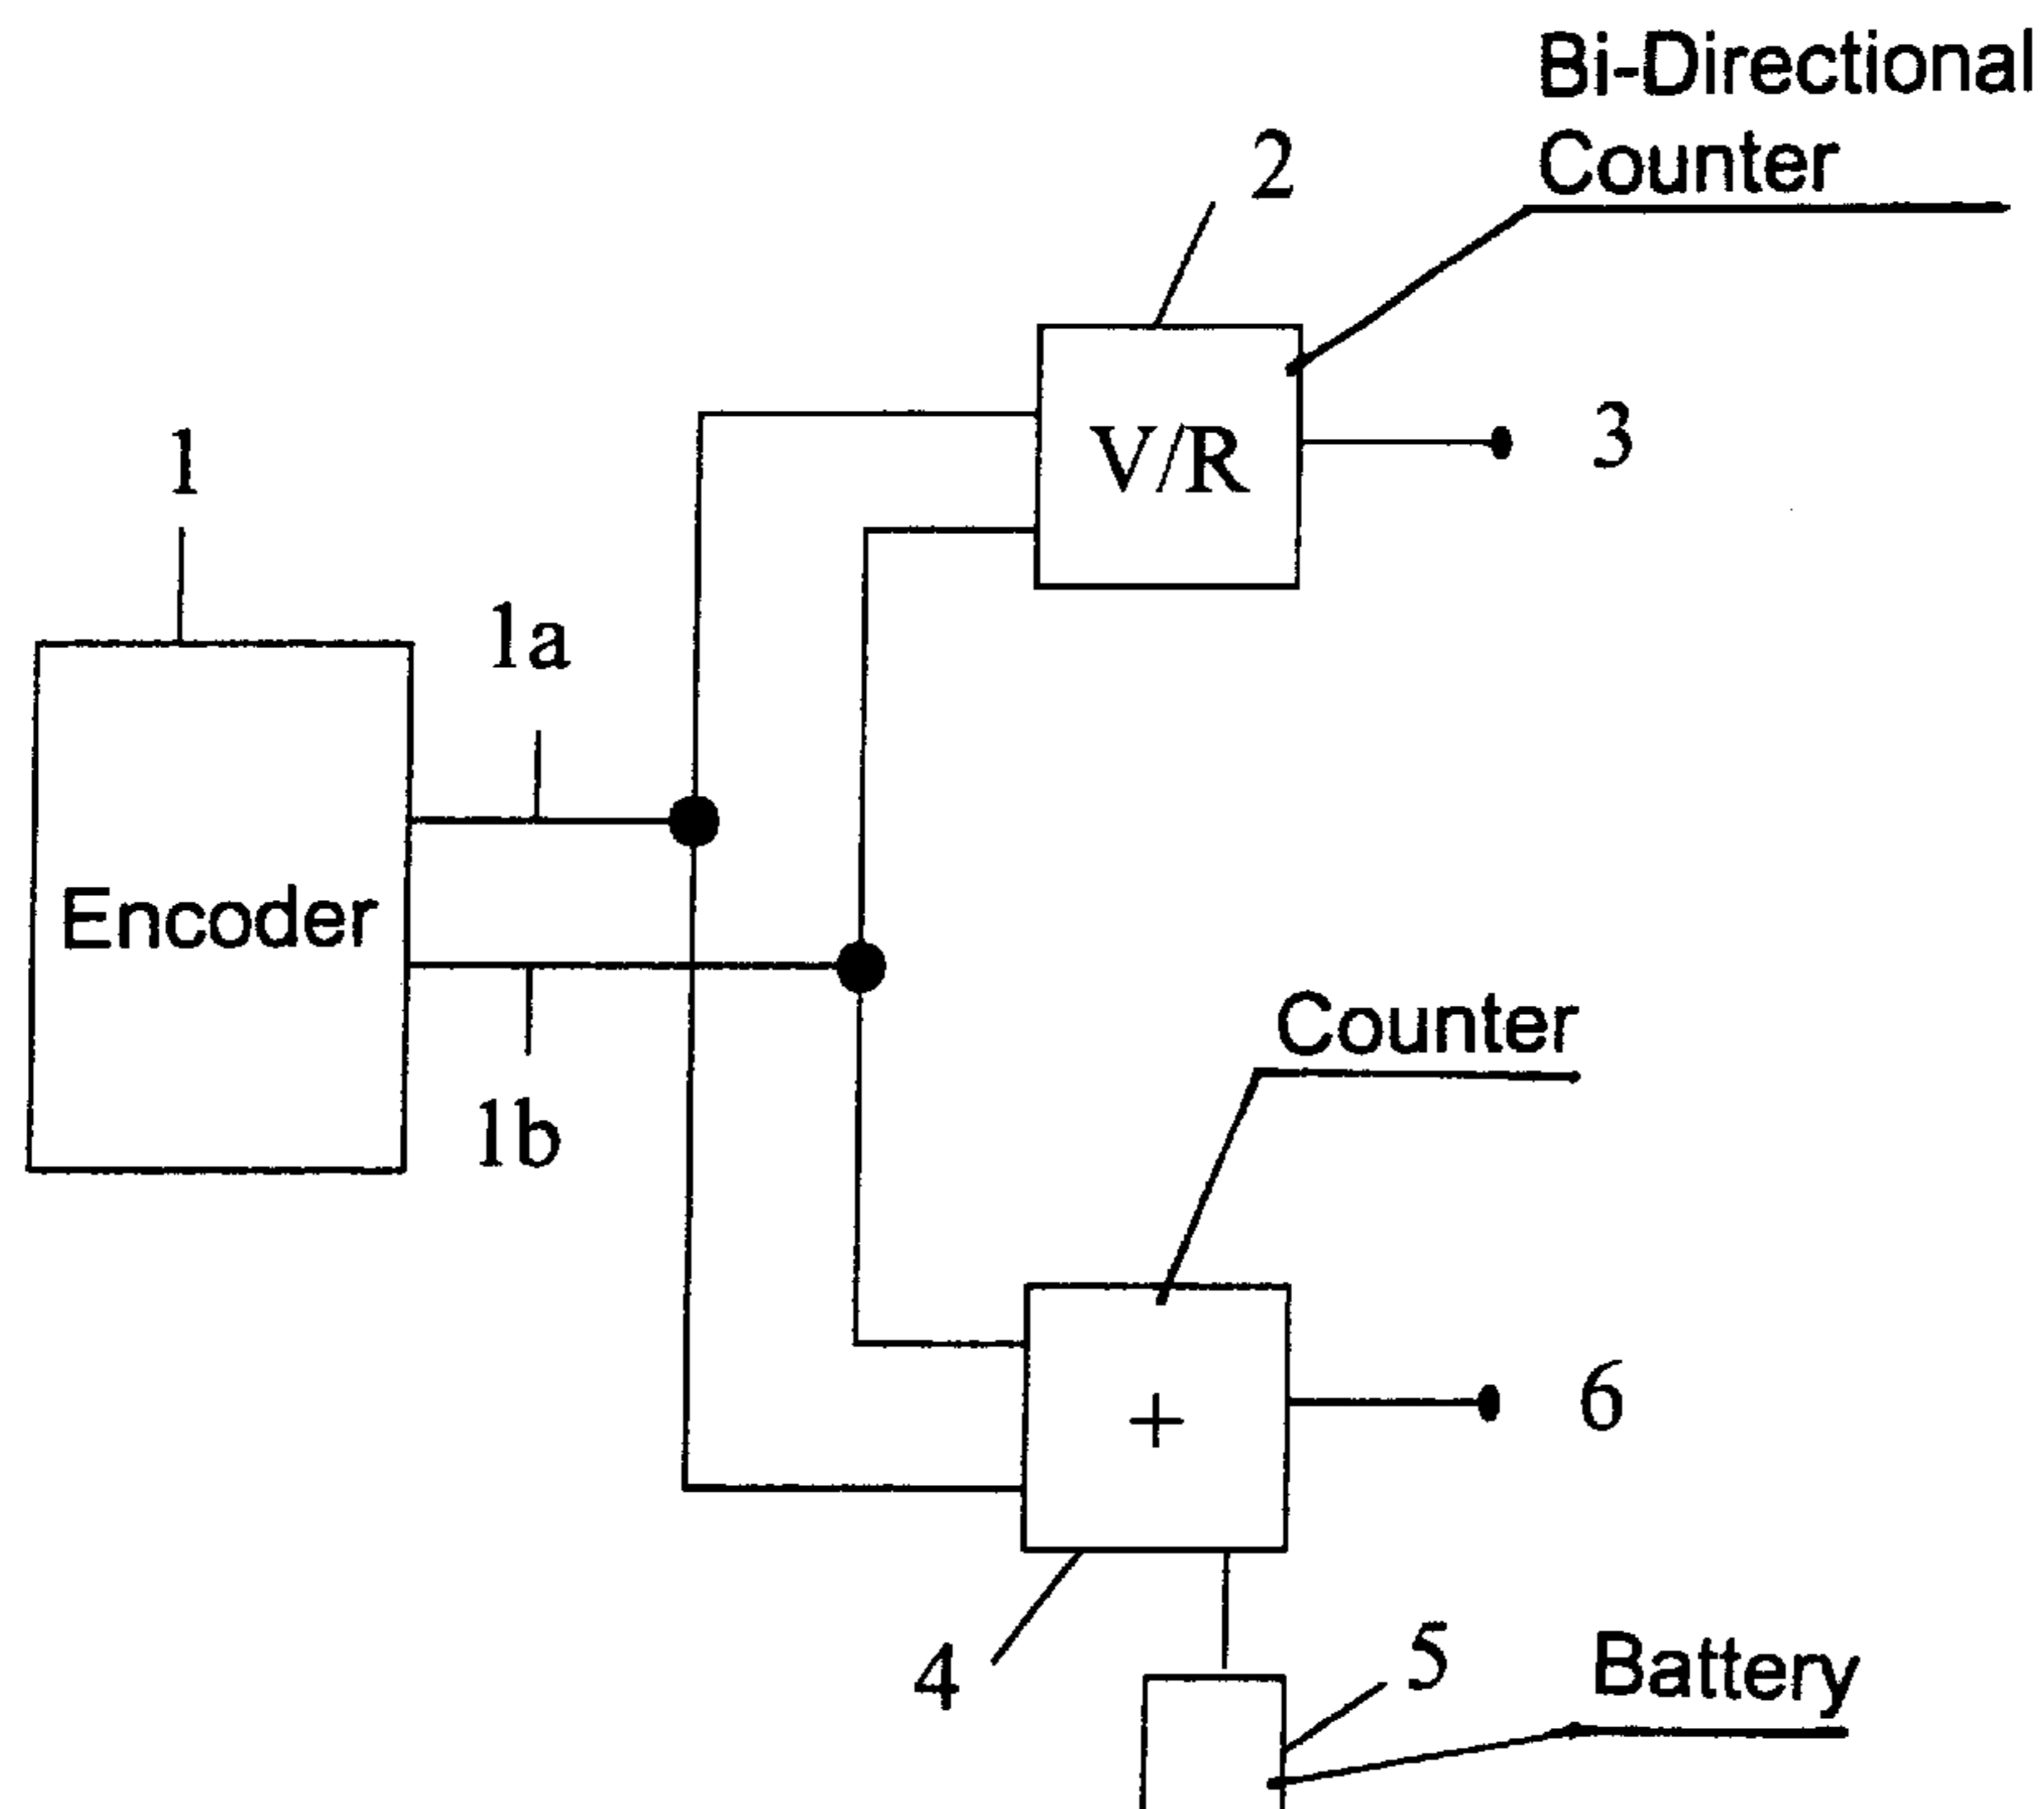 Bi-Directional
Counter
2
V/R
3
1
1a
Encoder
1b
Counter
+
6
4
5
Battery